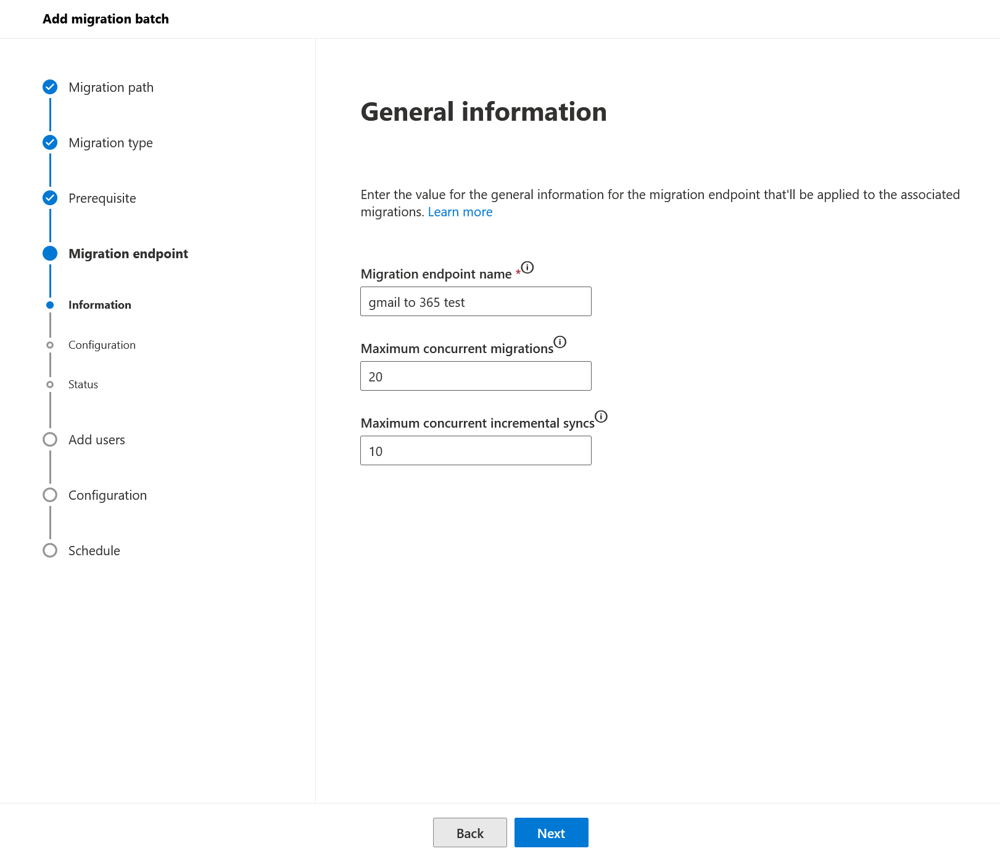 Add migration batch
Migration path
Migration type
Prerequisite
Migration endpoint
Information
Configuration
Status
Add users
Configuration
Schedule
General information
Enter the value for the general information for the migration endpoint that'll be applied to the associated
migrations. Learn more
Migration endpoint name *
gmail to 365 test
Maximum concurrent migrations
20
Maximum concurrent incremental syncs
10
Back
Next